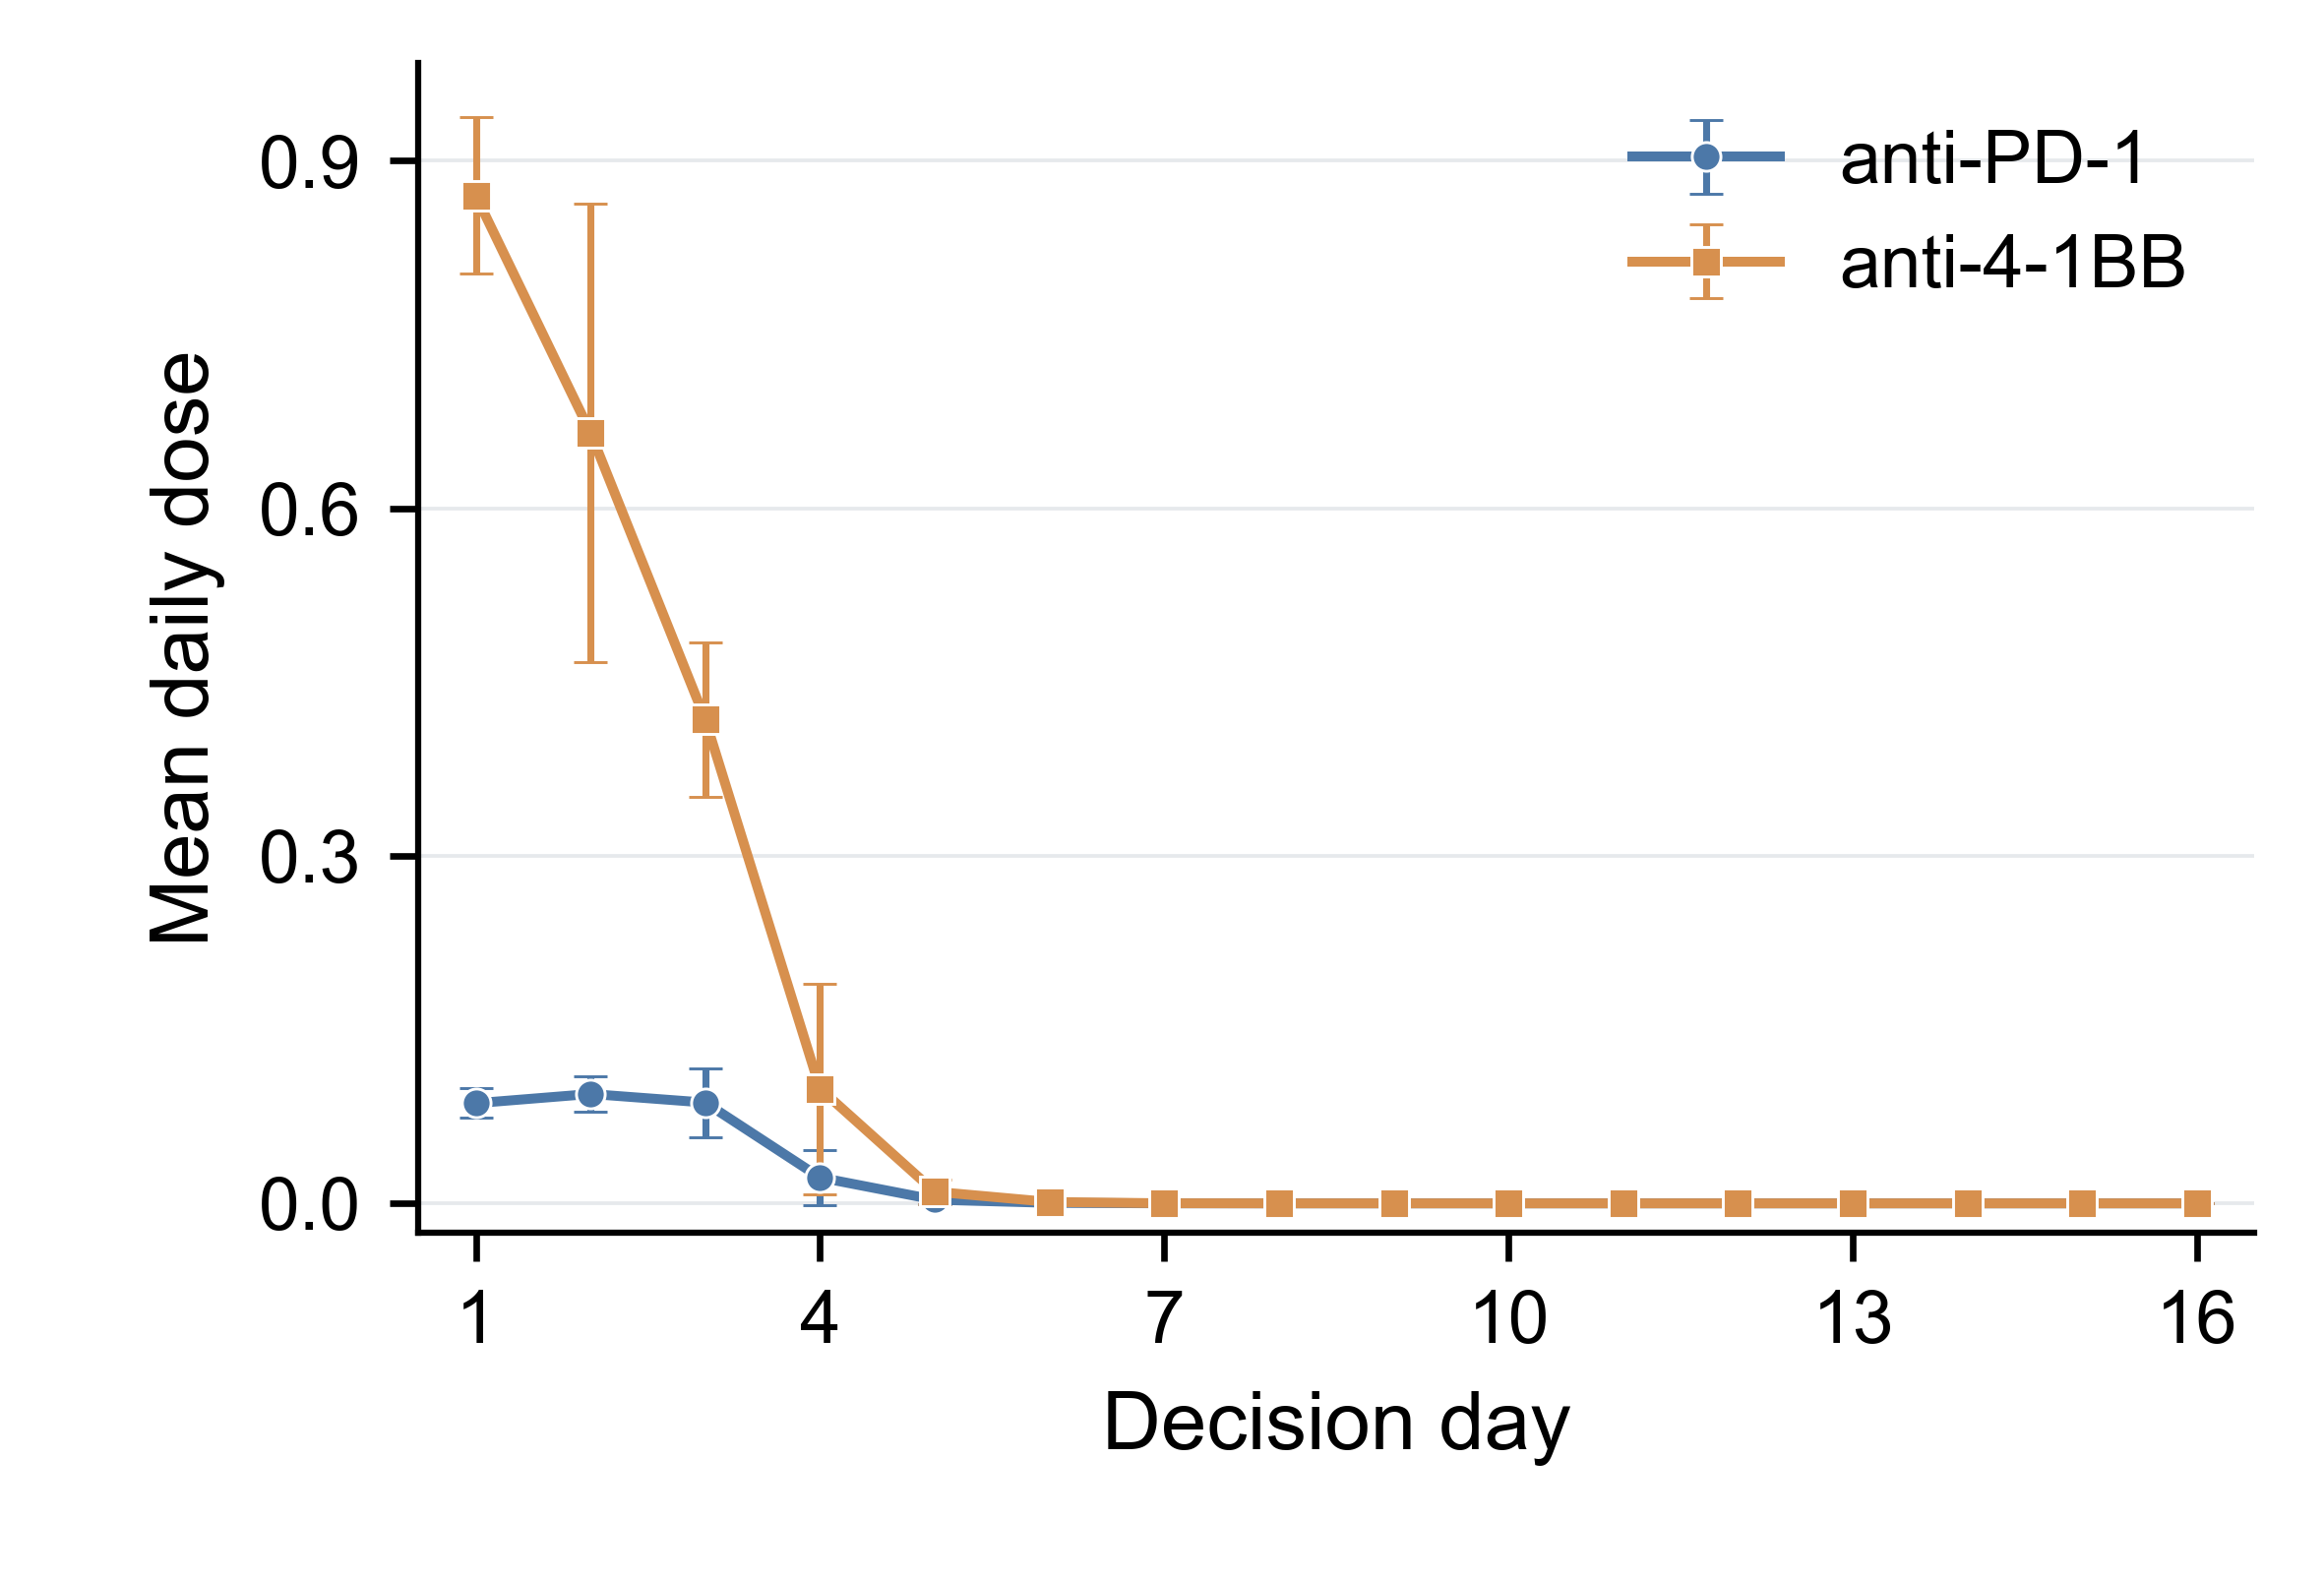 anti-PD-1
anti-4-1BB
Mean daily dose
0.9
0.6
0.3
0.0
1 4 7 10 13 16
Decision day